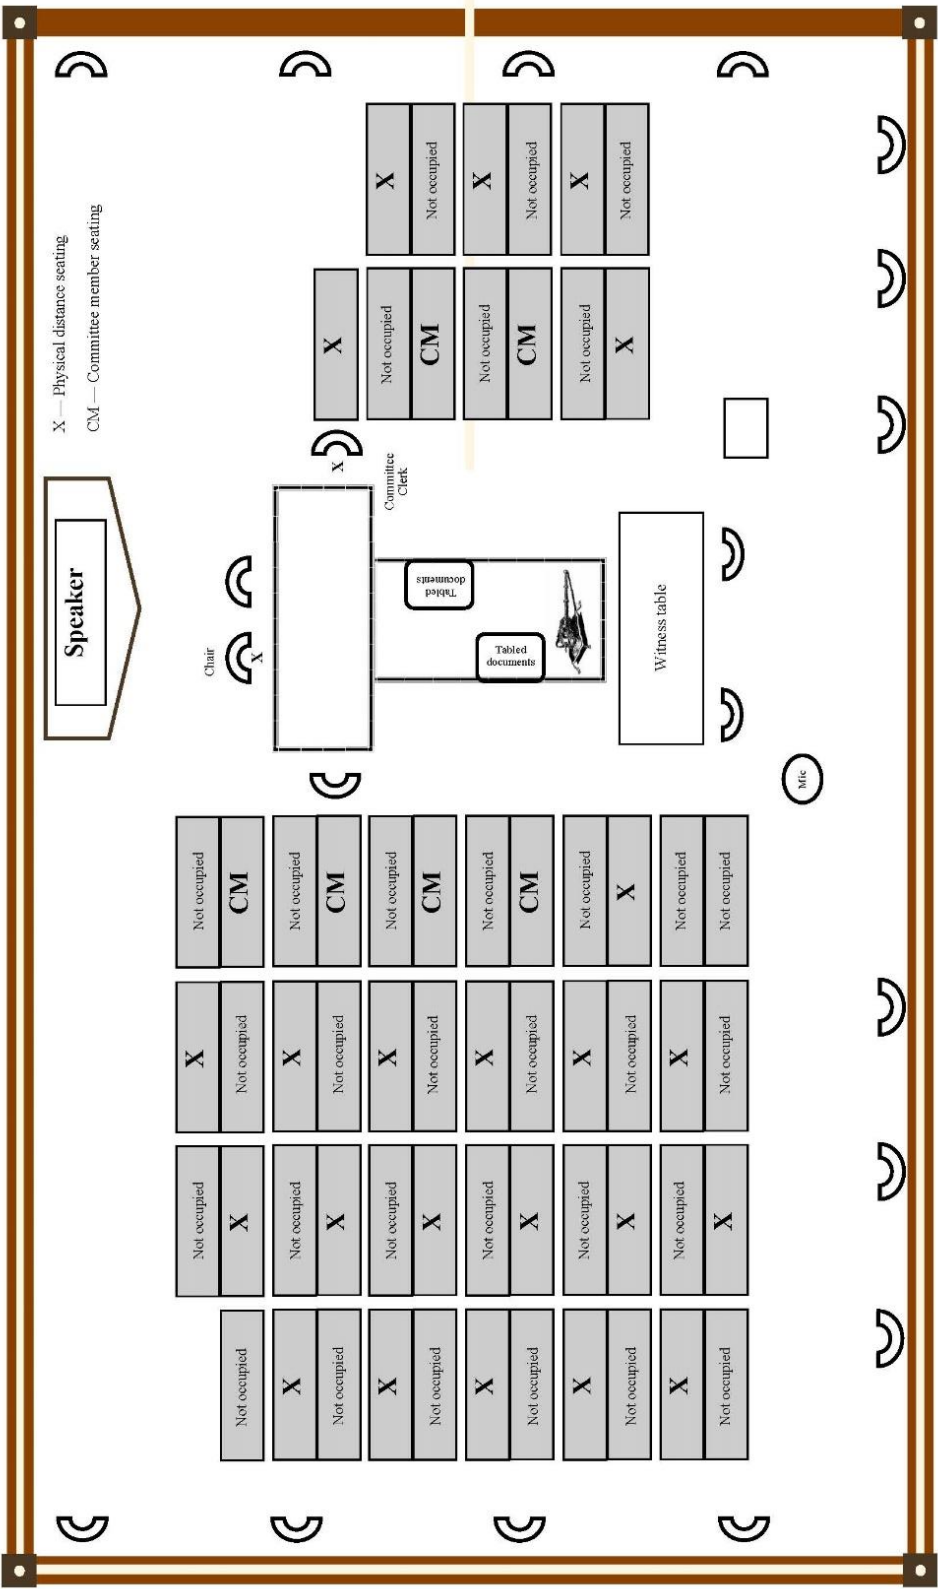 Speaker
X — Physical distance seating
CM — Committee member seating
Not occupied
X
Not occupied
Chair
Not occupied
X
Not occupied
CM
X
X
Not occupied
X
Not occupied
Not occupied
X
Not occupied
CM
X
X
X
Not occupied
X
Not occupied
Committee
Clerk
Not occupied
X
Not occupied
X
Not occupied
CM
Tabled
documents
CM
Not occupied
X
Not occupied
X
Not occupied
Tabled
documents
Not occupied
X
Not occupied
X
Not occupied
CM
CM
Not occupied
X
Not occupied
X
Not occupied
Not occupied
X
Not occupied
X
Not occupied
X
X
Not occupied
Witness table
X
Not occupied
X
Not occupied
Not occupied
X
Not occupied
Not occupied
Mic